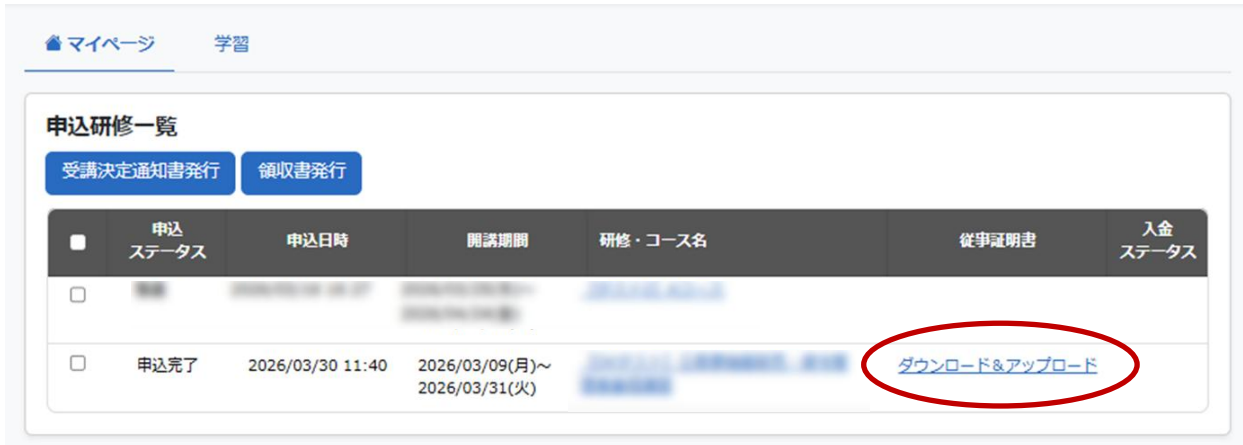 マイページ 学習
申込研修一覧
受講決定通知書発行 領収書発行
申込
ステータス 申込日時 開講期間 研修・コース名 従事証明書 入金
ステータス
申込完了 2026/03/30 11:40 2026/03/09(月)~ ダウンロード&アップロード
2026/03/31(火)